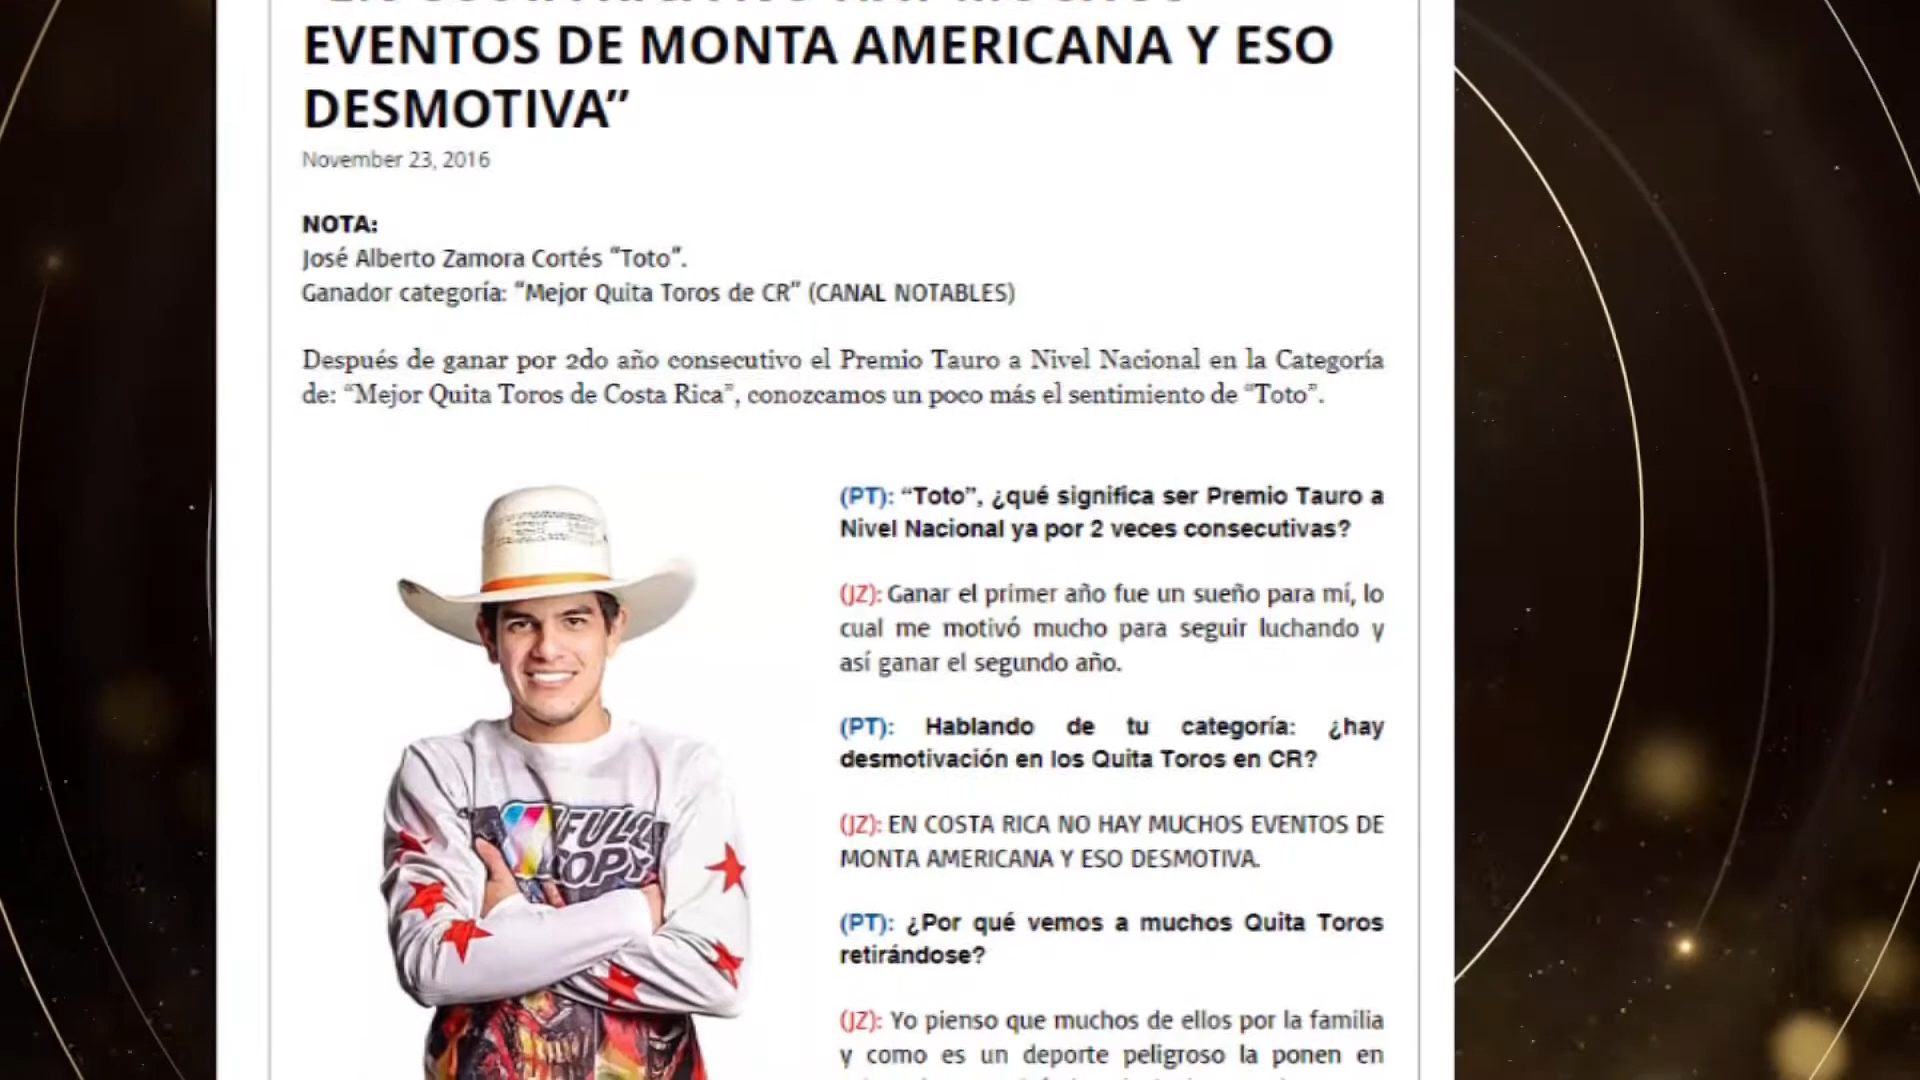 EVENTOS DE MONTA AMERICANA Y ESO
DESMOTIVA”
November 23, 2016
NOTA:
José Alberto Zamora Cortés “Toto”.
Ganador categoría: “Mejor Quita Toros de CR” (CANAL NOTABLES)
Después de ganar por 2do año consecutivo el Premio Tauro a Nivel Nacional en la Categoría
de: “Mejor Quita Toros de Costa Rica”, conozcamos un poco más el sentimiento de “Toto”.
(PT): “Toto”, ¿qué significa ser Premio Tauro a
Nivel Nacional ya por 2 veces consecutivas?
(JZ): Ganar el primer año fue un sueño para mí, lo
cual me motivó mucho para seguir luchando y
así ganar el segundo año.
(PT): Hablando de tu categoría: ¿hay
desmotivación en los Quita Toros en CR?
(JZ): EN COSTA RICA NO HAY MUCHOS EVENTOS DE
MONTA AMERICANA Y ESO DESMOTIVA.
(PT): ¿Por qué vemos a muchos Quita Toros
retirándose?
(JZ): Yo pienso que muchos de ellos por la familia
y como es un deporte peligroso la ponen en
FULL
COPY